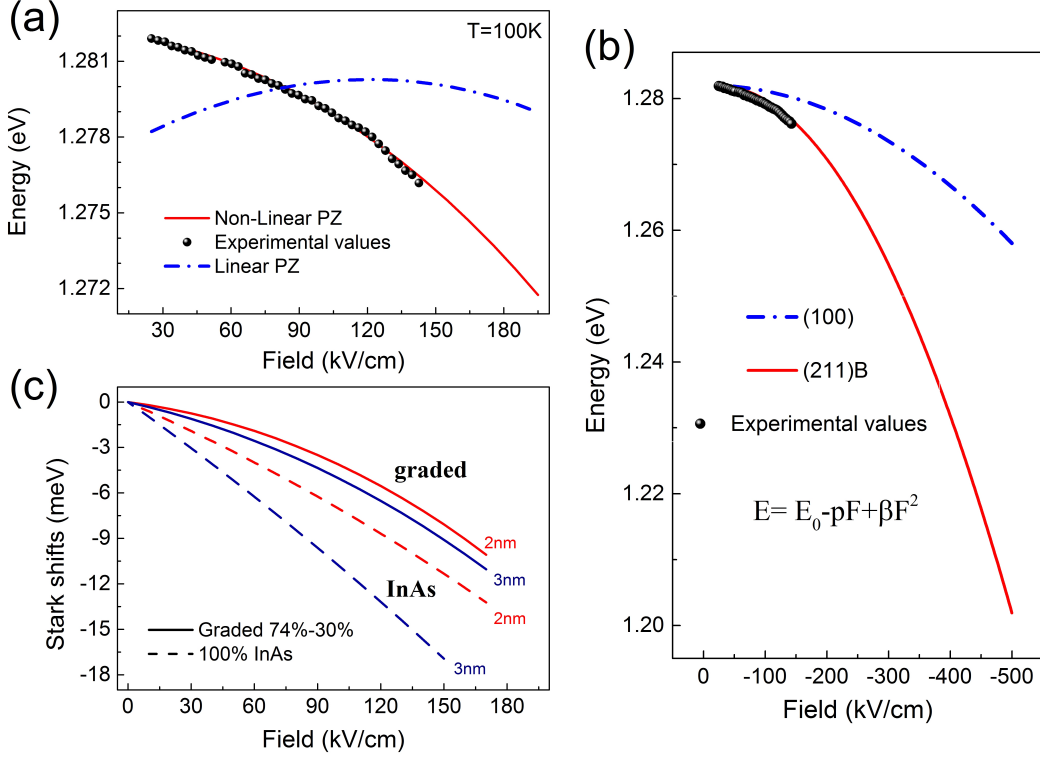 (a)
T=100K
1.281
1.278
1.275
1.272
Energy (eV)
Non-Linear PZ
Experimental values
Linear PZ
30 60 90 120 150 180
Field (kV/cm)
(b)
1.28
1.26
1.24
1.22
1.20
Energy (eV)
(100)
(211)B
Experimental values
E= E₀-pF+βF²
0 -100 -200 -300 -400 -500
Field (kV/cm)
(c)
0
-3
-6
-9
-12
-15
-18
Stark shifts (meV)
graded
2nm
3nm
InAs
2nm
3nm
Graded 74%-30%
100% InAs
0 30 60 90 120 150 180
Field (kV/cm)